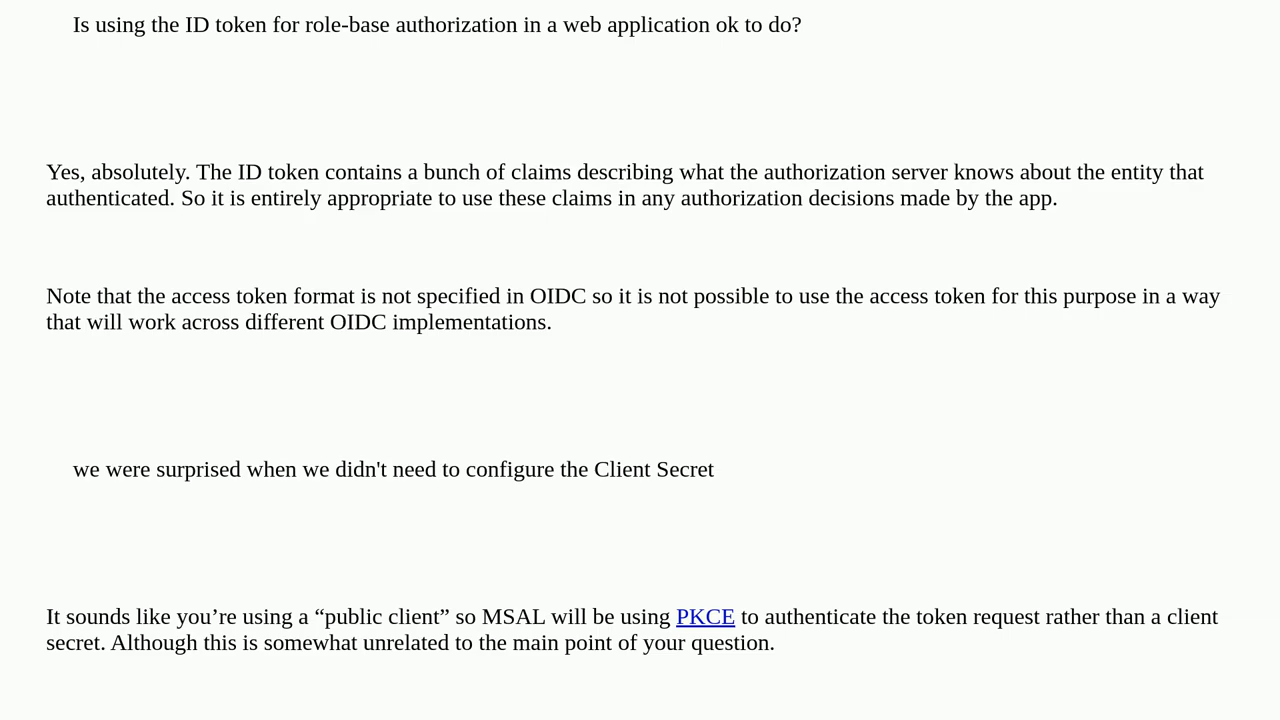 Is using the ID token for role-base authorization in a web application ok to do?
Yes, absolutely. The ID token contains a bunch of claims describing what the authorization server knows about the entity that
authenticated. So it is entirely appropriate to use these claims in any authorization decisions made by the app.
Note that the access token format is not specified in OIDC so it is not possible to use the access token for this purpose in a way
that will work across different OIDC implementations.
we were surprised when we didn't need to configure the Client Secret
It sounds like you’re using a “public client” so MSAL will be using PKCE to authenticate the token request rather than a client
secret. Although this is somewhat unrelated to the main point of your question.